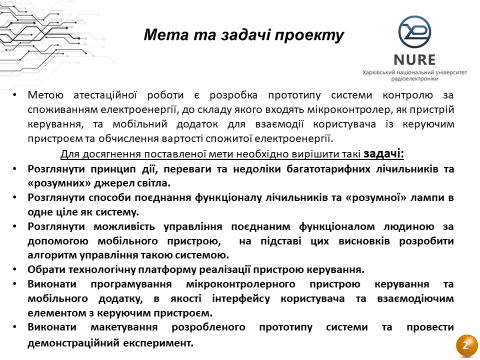 Мета та задачі проекту
NURE
Харківський національний університет
радіоелектроніки
• Метою атестаційної роботи є розробка прототипу системи контролю за
споживанням електроенергії, до складу якого входять мікроконтролер, як пристрій
керування, та мобільний додаток для взаємодії користувача із керуючим
пристроєм та обчислення вартості спожитої електроенергії.
Для досягнення поставленої мети необхідно вирішити такі задачі:
• Розглянути принцип дії, переваги та недоліки багатотарифних лічильників та
«розумних» джерел світла.
• Розглянути способи поєднання функціоналу лічильників та «розумної» лампи в
одне ціле як систему.
• Розглянути можливість управління поєднаним функціоналом людиною за
допомогою мобільного пристрою, на підставі цих висновків розробити
алгоритм управління такою системою.
• Обрати технологічну платформу реалізації пристрою керування.
• Виконати програмування мікроконтролерного пристрою керування та
мобільного додатку, в якості інтерфейсу користувача та взаємодіючим
елементом з керуючим пристроєм.
• Виконати макетування розробленого прототипу системи та провести
демонстраційний експеримент.
2